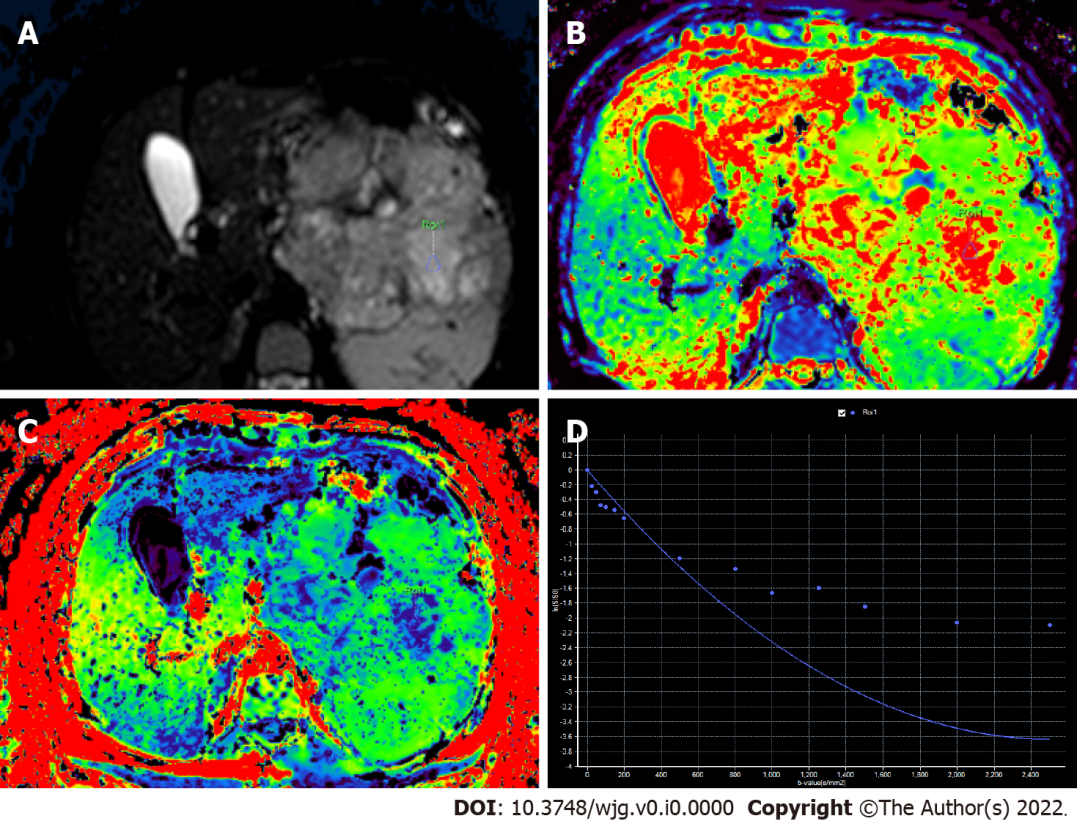 A
B
Roi1
Roi1
C
D
Roi1
Roi1
0.2
0
-0.2
-0.4
-0.6
-0.8
-1
-1.2
-1.4
-1.6
-1.8
-2
-2.2
-2.4
-2.6
-2.8
-3
-3.2
-3.4
-3.6
-3.8
-4
ln(S/S0)
0 200 400 600 800 1,000 1,200 1,400 1,600 1,800 2,000 2,200 2,400
b-value[s/mm2]
DOI: 10.3748/wjg.v0.i0.0000 Copyright ©The Author(s) 2022.